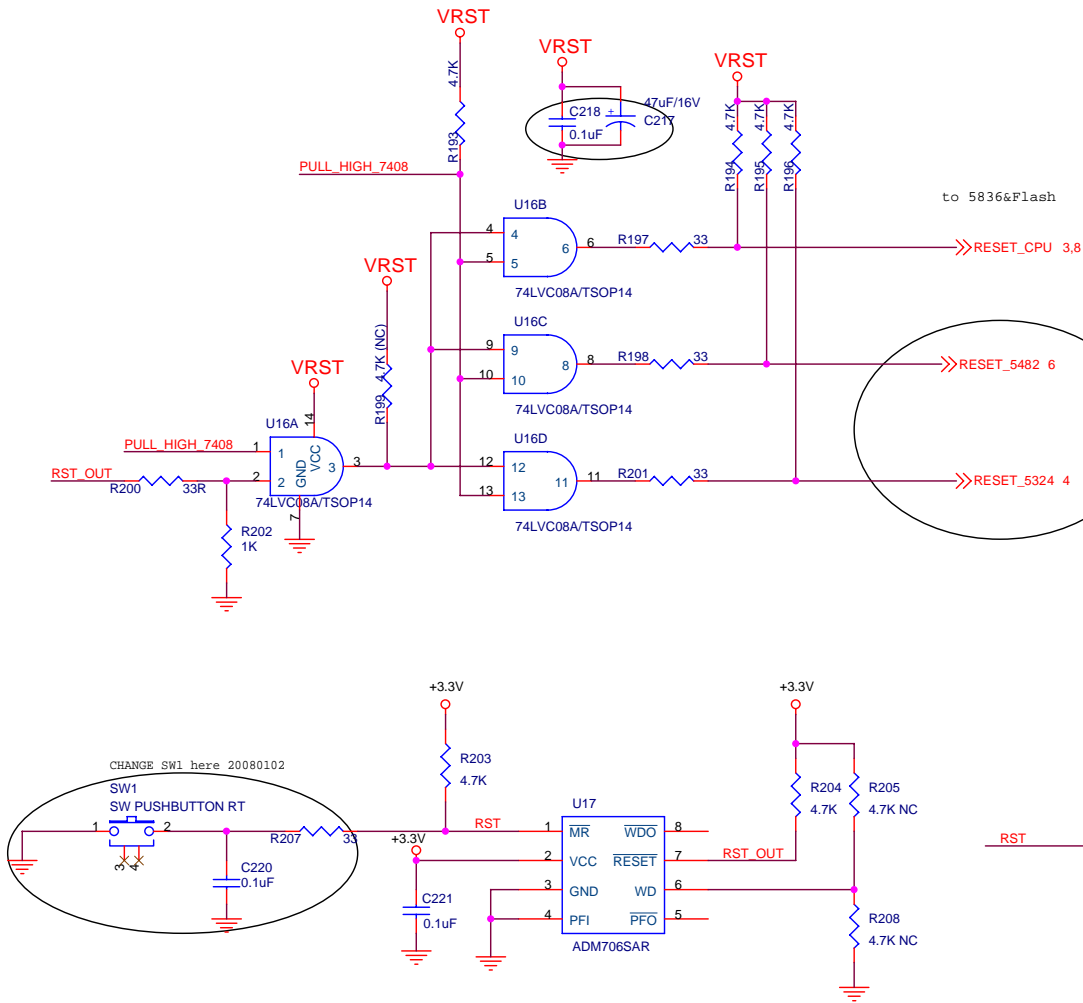 VRST
4.7K
R193
PULL_HIGH_7408
VRST
C218
0.1uF
+
47uF/16V
C217
VRST
4.7K
4.7K
4.7K
R194
R195
R196
to 5836&Flash
U16B
4
4
5
5
6
6
R197
33
RESET_CPU 3,8
74LVC08A/TSOP14
VRST
4.7K (NC)
R199
U16C
9
9
10
10
8
8
R198
33
RESET_5482 6
74LVC08A/TSOP14
VRST
14
U16A
PULL_HIGH_7408
1
1
RST_OUT
R200
33R
2
2
GND
VCC
3
3
7
74LVC08A/TSOP14
U16D
12
12
13
13
11
11
R201
33
RESET_5324 4
74LVC08A/TSOP14
R202
1K
+3.3V
+3.3V
CHANGE SW1 here 20080102
SW1
SW PUSHBUTTON RT
1
2
3
4
R207
33
C220
0.1uF
R203
4.7K
RST
+3.3V
C221
0.1uF
U17
1
MR
WDO
8
2
VCC
RESET
7
RST_OUT
3
GND
WD
6
4
PFI
PFO
5
ADM706SAR
R204
4.7K
R205
4.7K NC
R208
4.7K NC
RST